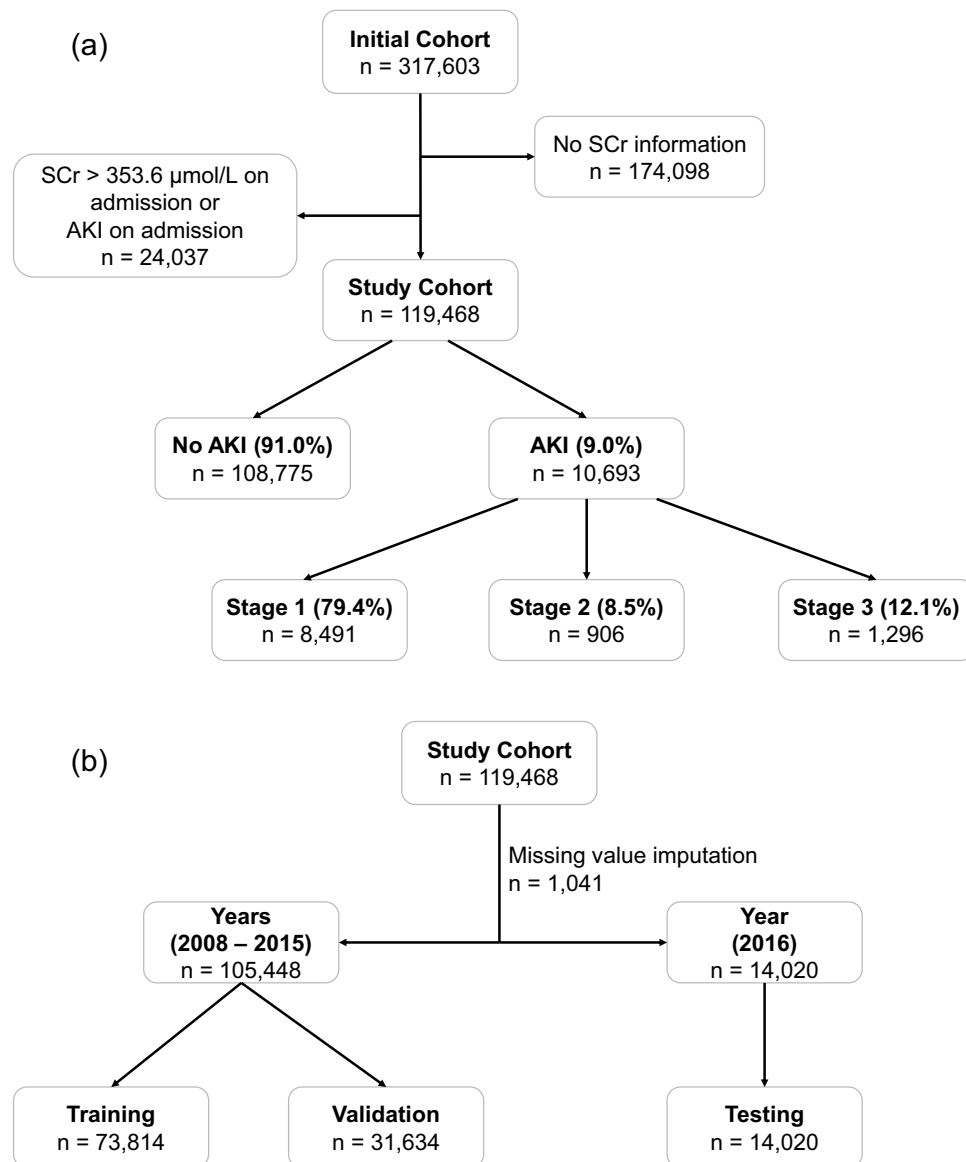 (a)
Initial Cohort
n = 317,603
No SCr information
n = 174,098
SCr > 353.6 μmol/L on
admission or
AKI on admission
n = 24,037
Study Cohort
n = 119,468
No AKI (91.0%)
n = 108,775
AKI (9.0%)
n = 10,693
Stage 1 (79.4%)
n = 8,491
Stage 2 (8.5%)
n = 906
Stage 3 (12.1%)
n = 1,296
(b)
Study Cohort
n = 119,468
Missing value imputation
n = 1,041
Years
(2008 – 2015)
n = 105,448
Year
(2016)
n = 14,020
Training
n = 73,814
Validation
n = 31,634
Testing
n = 14,020